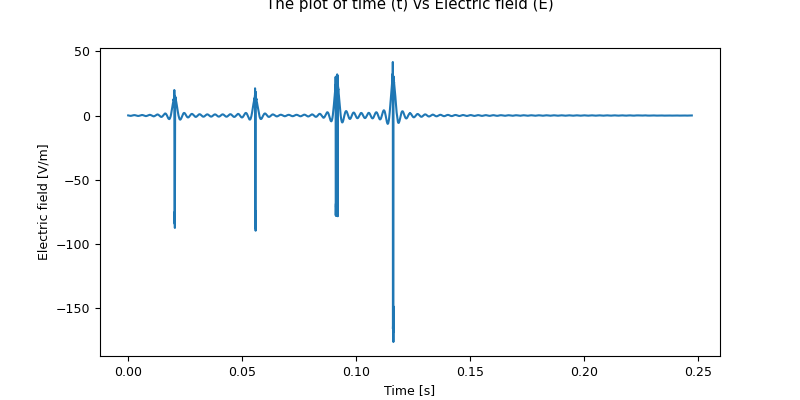 The plot of time (t) vs Electric field (E)
50
0
−50
−100
−150
Electric field [V/m]
0.00 0.05 0.10 0.15 0.20 0.25
Time [s]